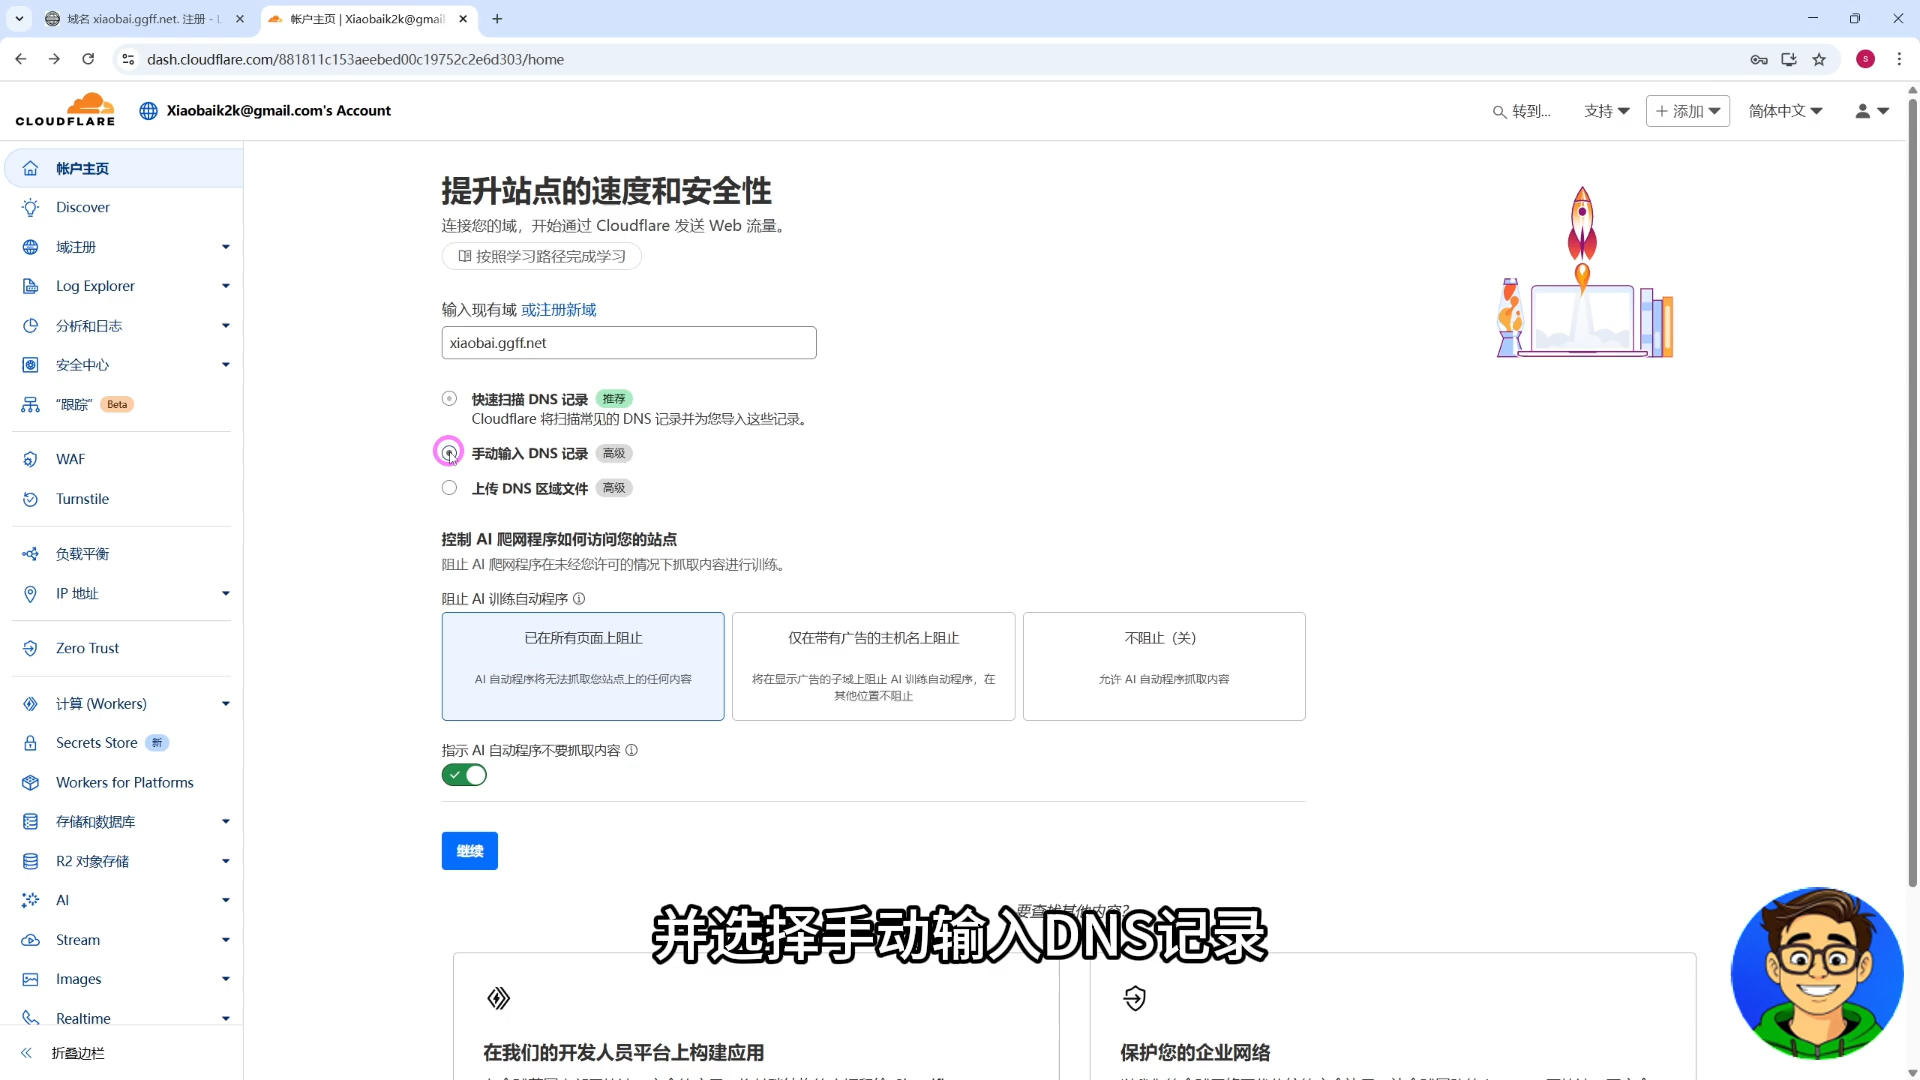 域名 xiaobai.ggff.net. 注册 -
帐户主页 | Xiaobaik2k@gmail
dash.cloudflare.com/881811c153aeebed00c19752c2e6d303/home
S
CLOUDFLARE
Xiaobaik2k@gmail.com's Account
转到...
支持
添加
简体中文
帐户主页
Discover
域注册
Log Explorer
分析和日志
安全中心
“跟踪” Beta
WAF
Turnstile
负载平衡
IP 地址
Zero Trust
计算 (Workers)
Secrets Store 新
Workers for Platforms
存储和数据库
R2 对象存储
AI
Stream
Images
Realtime
折叠边栏
提升站点的速度和安全性
连接您的域，开始通过 Cloudflare 发送 Web 流量。
按照学习路径完成学习
输入现有域 或注册新域
xiaobai.ggff.net
快速扫描 DNS 记录 推荐
Cloudflare 将扫描常见的 DNS 记录并为您导入这些记录。
手动输入 DNS 记录 高级
上传 DNS 区域文件 高级
控制 AI 爬网程序如何访问您的站点
阻止 AI 爬网程序在未经您许可的情况下抓取内容进行训练。
阻止 AI 训练自动程序
已在所有页面上阻止
AI 自动程序将无法抓取您站点上的任何内容
仅在带有广告的主机名上阻止
将在显示广告的子域上阻止 AI 训练自动程序，在
其他位置不阻止
不阻止（关）
允许 AI 自动程序抓取内容
指示 AI 自动程序不要抓取内容
继续
要查找其他内容?
并选择手动输入DNS记录
在我们的开发人员平台上构建应用
保护您的企业网络